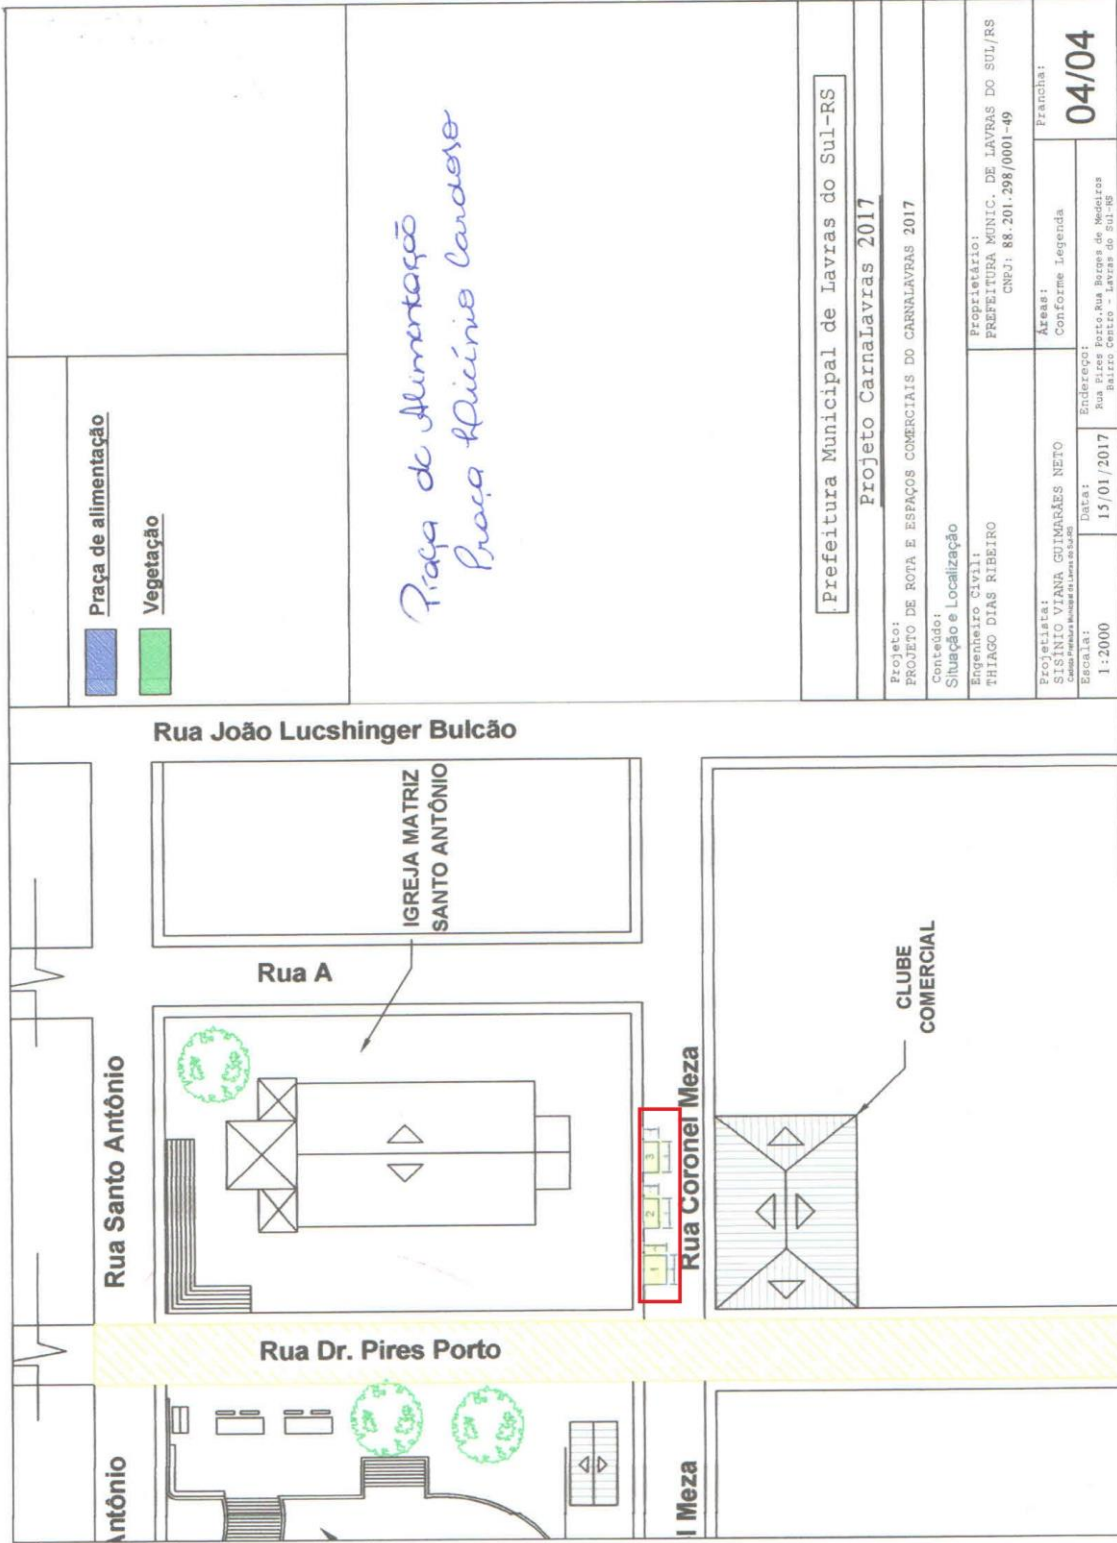 Praça de alimentação
Vegetação
Praça de Alimentação
Praça
Cardoso
Prefeitura Municipal de Lavras do Sul-RS
Projeto CarnaLavras 2017
Projeto:
PROJETO DE ROTA E ESPAÇOS COMERCIAIS DO CARNALAVRAS 2017
Conteúdo:
Situação e Localização
Engenheiro Civil:
THIAGO DIAS RIBEIRO
Proprietário:
PREFEITURA MUNIC. DE LAVRAS DO SUL/RS
CNPJ: 88.201.298/0001-49
Projetista:
SISÍNIO VIANA GUIMARÃES NETO
Áreas:
Conforme Legenda
Prancha:
04/04
Escala:
1:2000
Data:
15/01/2017
Endereço:
Rua Pires Porto,Rua Borges de Medeiros
Bairro Centro - Lavras do Sul-RS
Rua João Lucshinger Bulcão
IGREJA MATRIZ
SANTO ANTÔNIO
Rua A
Rua Santo Antônio
Rua Coronel Meza
1
2
3
CLUBE
COMERCIAL
Rua Dr. Pires Porto
Antônio
l Meza